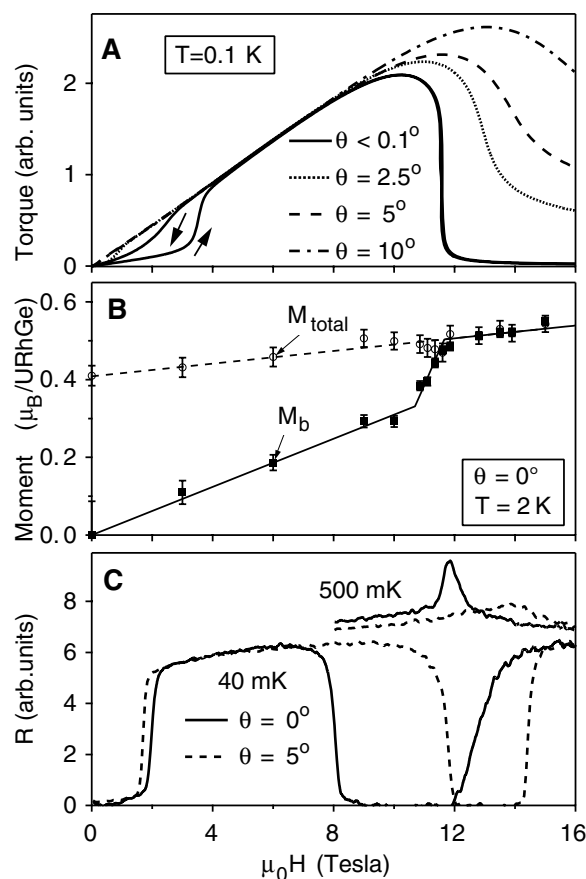 A
T=0.1 K
Torque (arb. units)
2
1
0
θ < 0.1°
θ = 2.5°
θ = 5°
θ = 10°
B
Moment (μB/URhGe)
0.6
0.4
0.2
0.0
Mtotal
Mb
θ = 0°
T = 2 K
C
R (arb.units)
8
6
4
2
0
500 mK
40 mK
θ = 0°
θ = 5°
0 4 8 12 16
μ0H (Tesla)